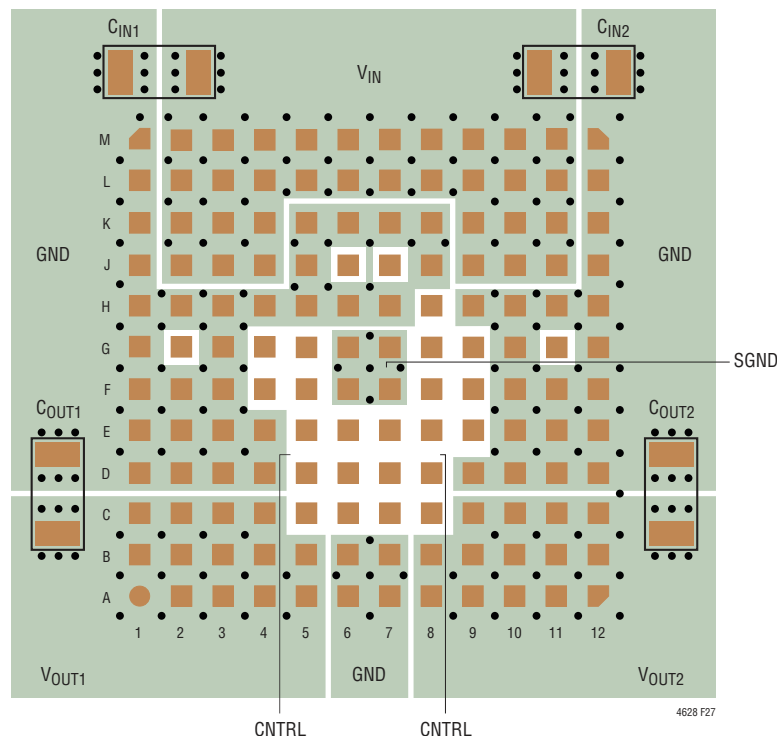 CIN1
CIN2
VIN
M
L
K
GND
J
GND
H
G
SGND
F
COUT1
COUT2
E
D
C
B
A
1 2 3 4 5 6 7 8 9 10 11 12
VOUT1
GND
VOUT2
4628 F27
CNTRL
CNTRL